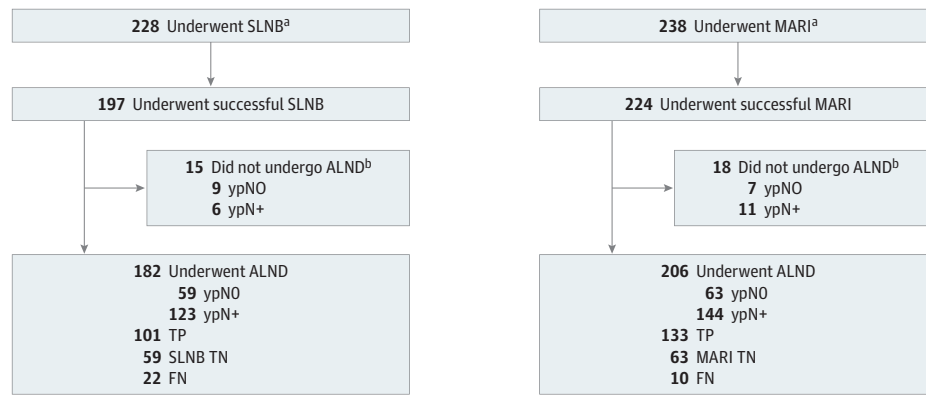 228 Underwent SLNBa
197 Underwent successful SLNB
15 Did not undergo ALNDb
9 ypNO
6 ypN+
182 Underwent ALND
59 ypN0
123 ypN+
101 TP
59 SLNB TN
22 FN
238 Underwent MARIa
224 Underwent successful MARI
18 Did not undergo ALNDb
7 ypNO
11 ypN+
206 Underwent ALND
63 ypN0
144 ypN+
133 TP
63 MARI TN
10 FN